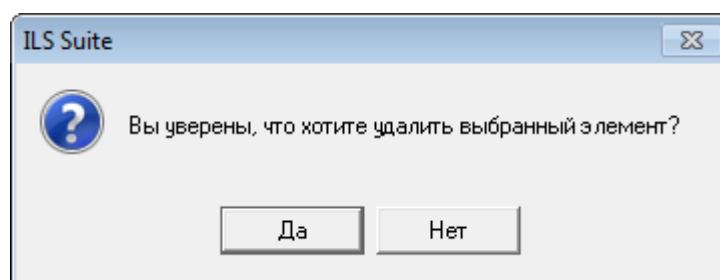 ILS Suite
Вы уверены, что хотите удалить выбранный элемент?
Да
Нет